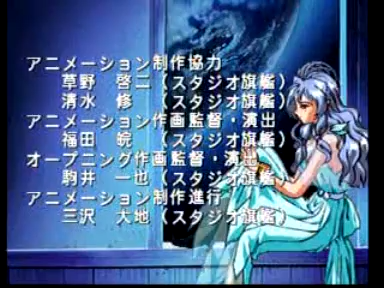 アニメーション制作協力
草野　啓二（スタジオ旗艦）
清水　修　（スタジオ旗艦）
アニメーション作画監督・演出
福田　皖　（スタジオ旗艦）
オープニング作画監督・演出
駒井　一也（スタジオ旗艦）
アニメーション制作進行
三沢　大地（スタジオ旗艦）